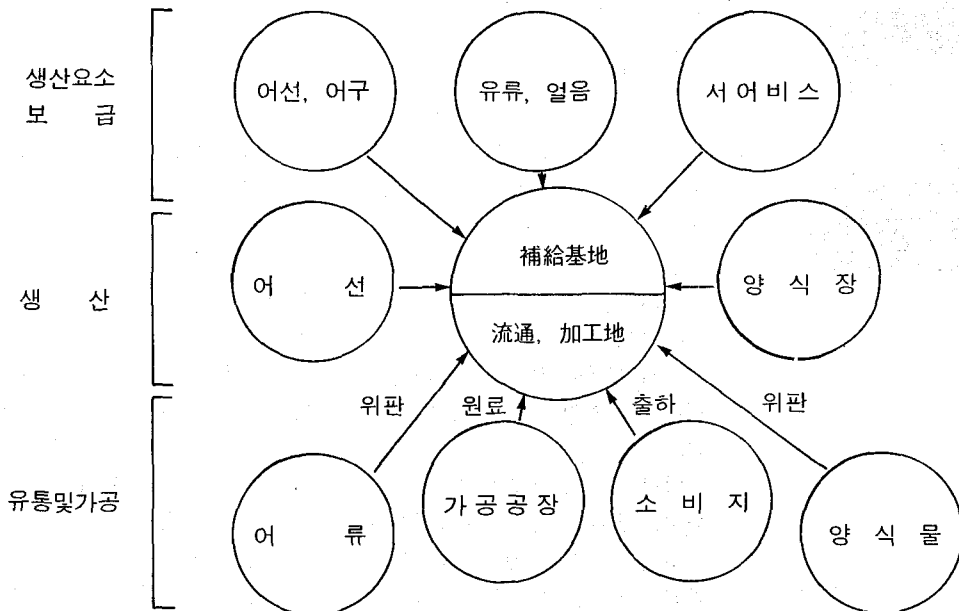 생산요소
보 급
어선, 어구
유류, 얼음
서어비스
補給基地
생 산
어 선
양 식 장
流通, 加工地
위판
원료
출하
위판
유통및가공
어 류
가공공장
소 비 지
양 식 물